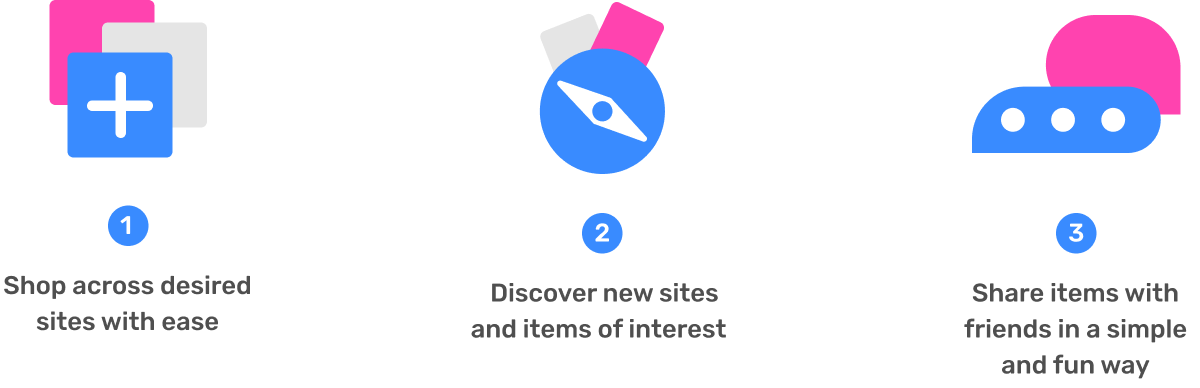 1
Shop across desired
sites with ease
2
Discover new sites
and items of interest
3
Share items with
friends in a simple
and fun way